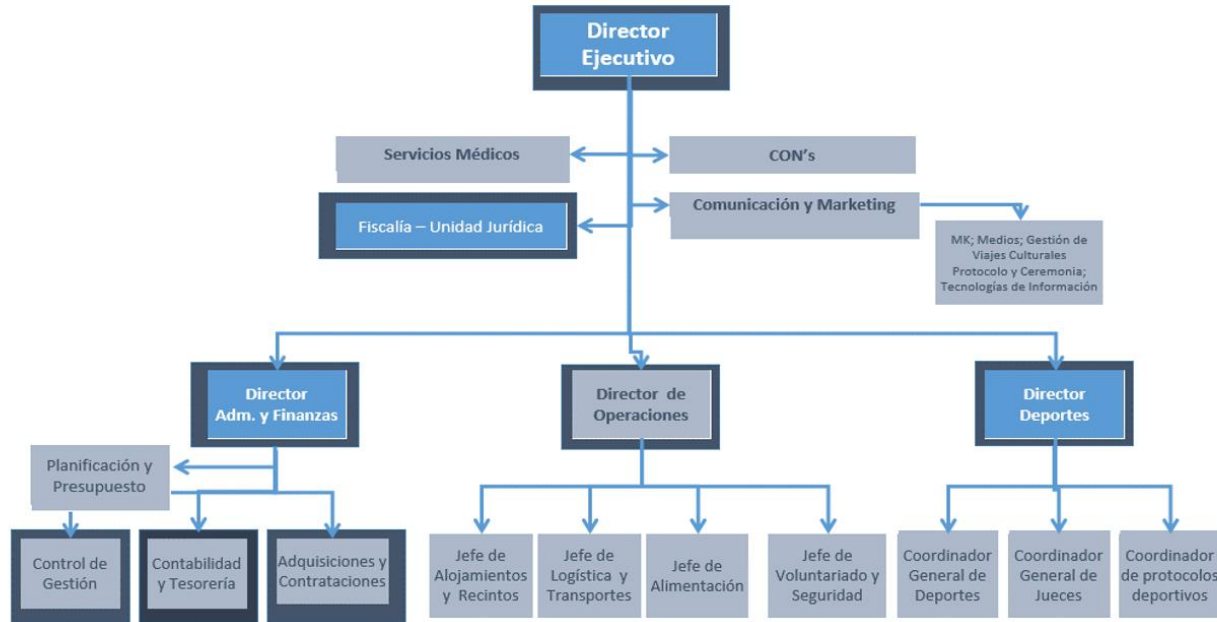 Director
Ejecutivo
Servicios Médicos
CON's
Fiscalía – Unidad Jurídica
Comunicación y Marketing
MK; Medios; Gestión de
Viajes Culturales
Protocolo y Ceremonia;
Tecnologías de Información
Director
Adm. y Finanzas
Director de
Operaciones
Director
Deportes
Planificación y
Presupuesto
Control de
Gestión
Contabilidad
y Tesorería
Adquisiciones y
Contrataciones
Jefe de
Alojamientos
y Recintos
Jefe de
Logística y
Transportes
Jefe de
Alimentación
Jefe de
Voluntariado y
Seguridad
Coordinador
General de
Deportes
Coordinador
General de
Jueces
Coordinador
de protocolos
deportivos